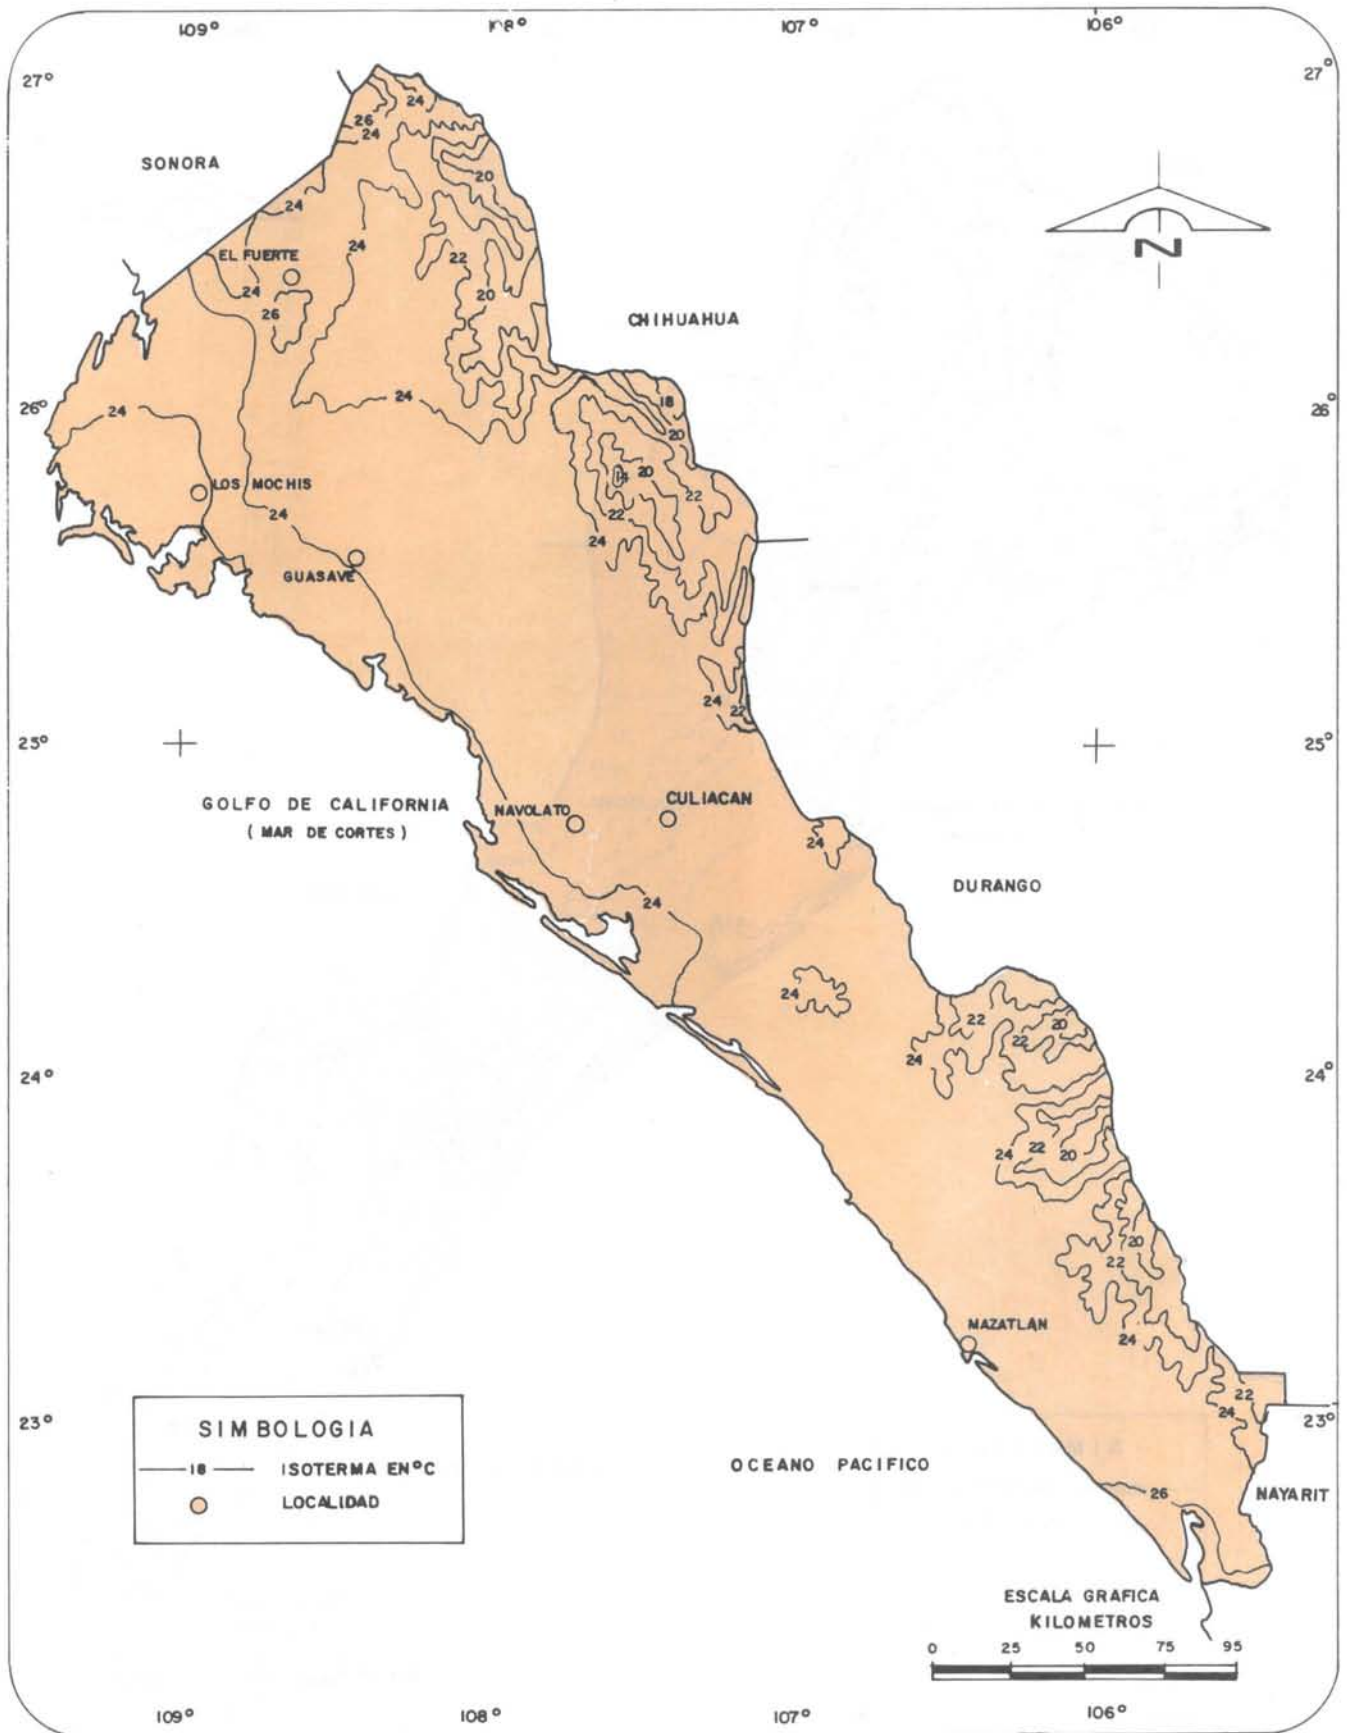 109° 108° 107° 106°
27° 27°
24
26
24
SONORA
20
24
24
EL FUERTE
22
24
20
26
CHIHUAHUA
N
24
18
26° 26°
24
20
20
14
LOS MOCHIS
22
24
22
24
GUASAVE
24
22
25° 25°
GOLFO DE CALIFORNIA
(MAR DE CORTES)
NAVOLATO
CULIACAN
24
DURANGO
24
24
22
20
22
24
24° 24°
24
22
20
20
22
MAZATLAN
24
22
24
23° 23°
SIMBOLOGIA
18 ISOTERMA EN °C
LOCALIDAD
OCEANO PACIFICO
26
NAYARIT
ESCALA GRAFICA
KILOMETROS
0 25 50 75 95
109° 108° 107° 106°